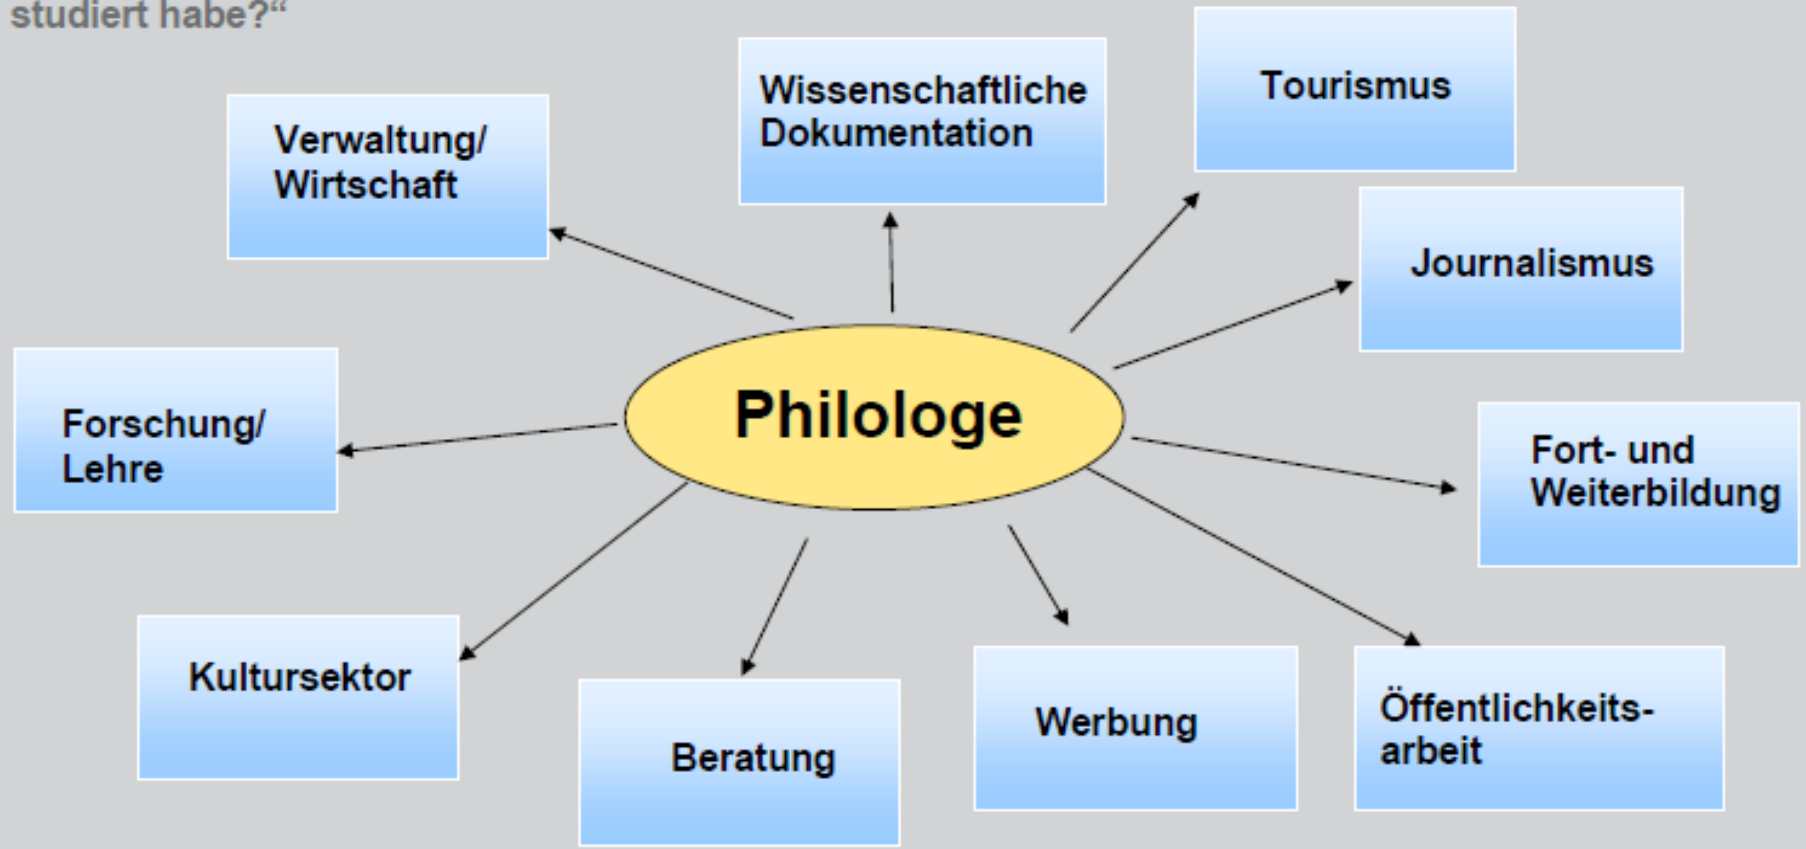 studiert habe?“
Verwaltung/
Wirtschaft
Wissenschaftliche
Dokumentation
Tourismus
Journalismus
Forschung/
Lehre
Philologe
Fort- und
Weiterbildung
Kultursektor
Beratung
Werbung
Öffentlichkeits-
arbeit